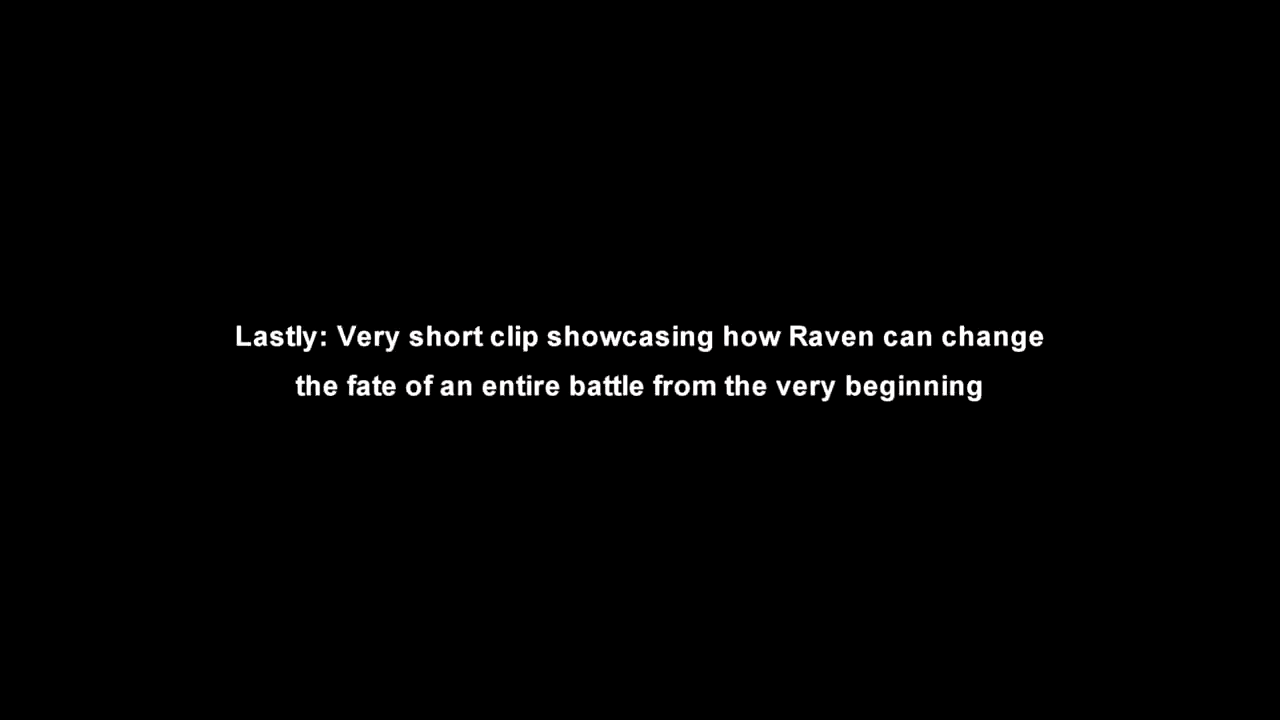 Lastly: Very short clip showcasing how Raven can change
the fate of an entire battle from the very beginning